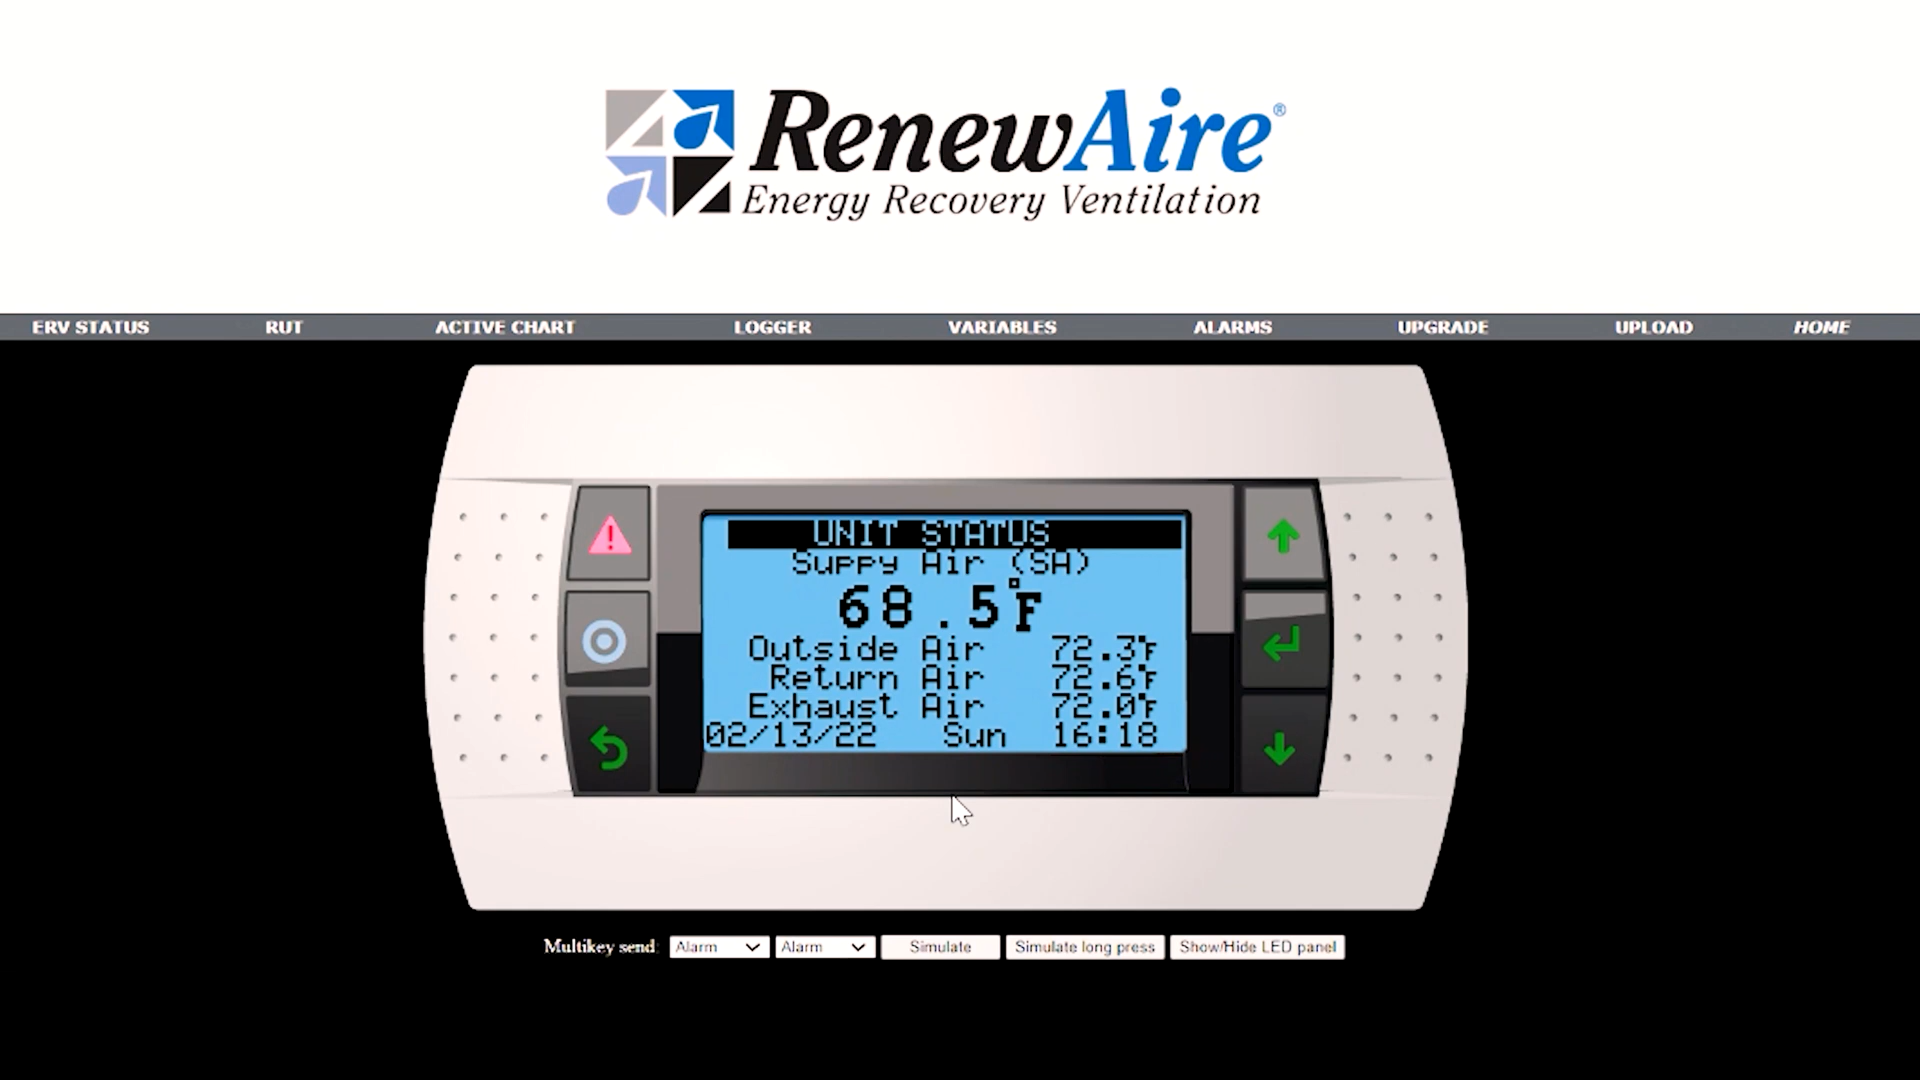 RenewAire®
Energy Recovery Ventilation
ERV STATUS RUT ACTIVE CHART LOGGER VARIABLES ALARMS UPGRADE UPLOAD HOME
UNIT STATUS
Suppy Air (SA)
68.5°F
Outside Air 72.3°F
Return Air 72.6°F
Exhaust Air 72.0°F
02/13/22 Sun 16:18
Multikey send: Alarm Alarm Simulate Simulate long press Show/Hide LED panel